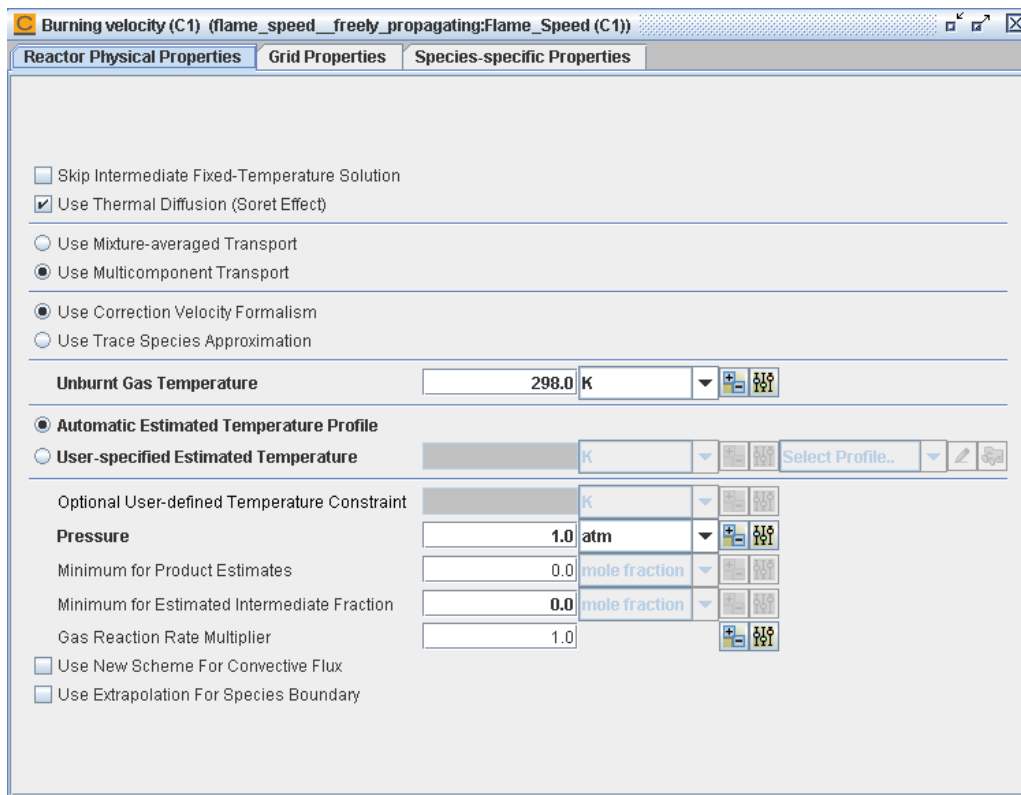 C Burning velocity (C1) (flame_speed__freely_propagating:Flame_Speed (C1))
Reactor Physical Properties Grid Properties Species-specific Properties
Skip Intermediate Fixed-Temperature Solution
Use Thermal Diffusion (Soret Effect)
Use Mixture-averaged Transport
Use Multicomponent Transport
Use Correction Velocity Formalism
Use Trace Species Approximation
Unburnt Gas Temperature 298.0 K
Automatic Estimated Temperature Profile
User-specified Estimated Temperature K Select Profile..
Optional User-defined Temperature Constraint K
Pressure 1.0 atm
Minimum for Product Estimates 0.0 mole fraction
Minimum for Estimated Intermediate Fraction 0.0 mole fraction
Gas Reaction Rate Multiplier 1.0
Use New Scheme For Convective Flux
Use Extrapolation For Species Boundary